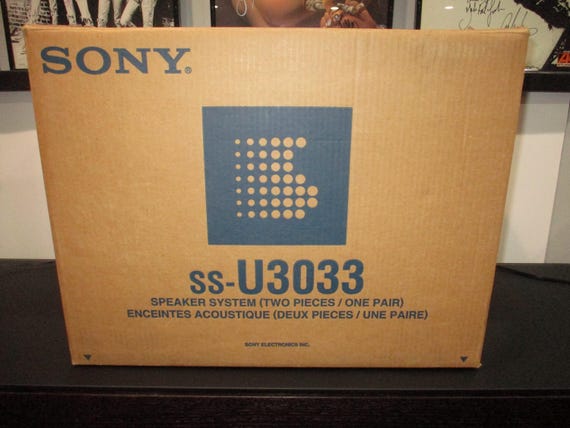 SONY®
SS-U3033
SPEAKER SYSTEM (TWO PIECES / ONE PAIR)
ENCEINTES ACOUSTIQUE (DEUX PIECES / UNE PAIRE)
SONY ELECTRONICS INC.